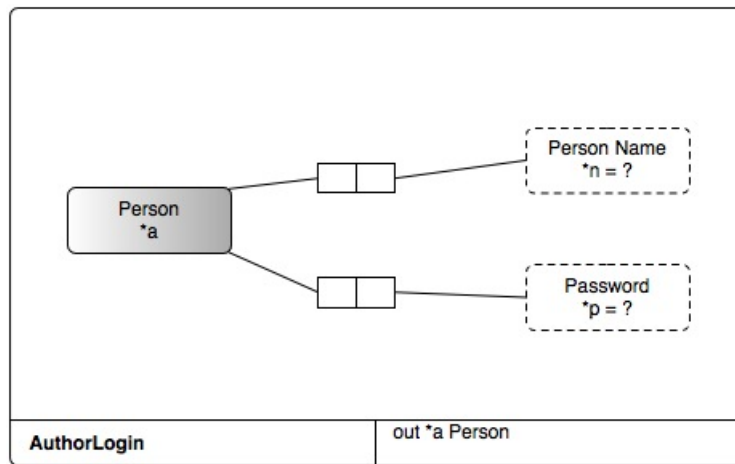 Person Name
*n = ?
Person
*a
Password
*p = ?
AuthorLogin
out *a Person